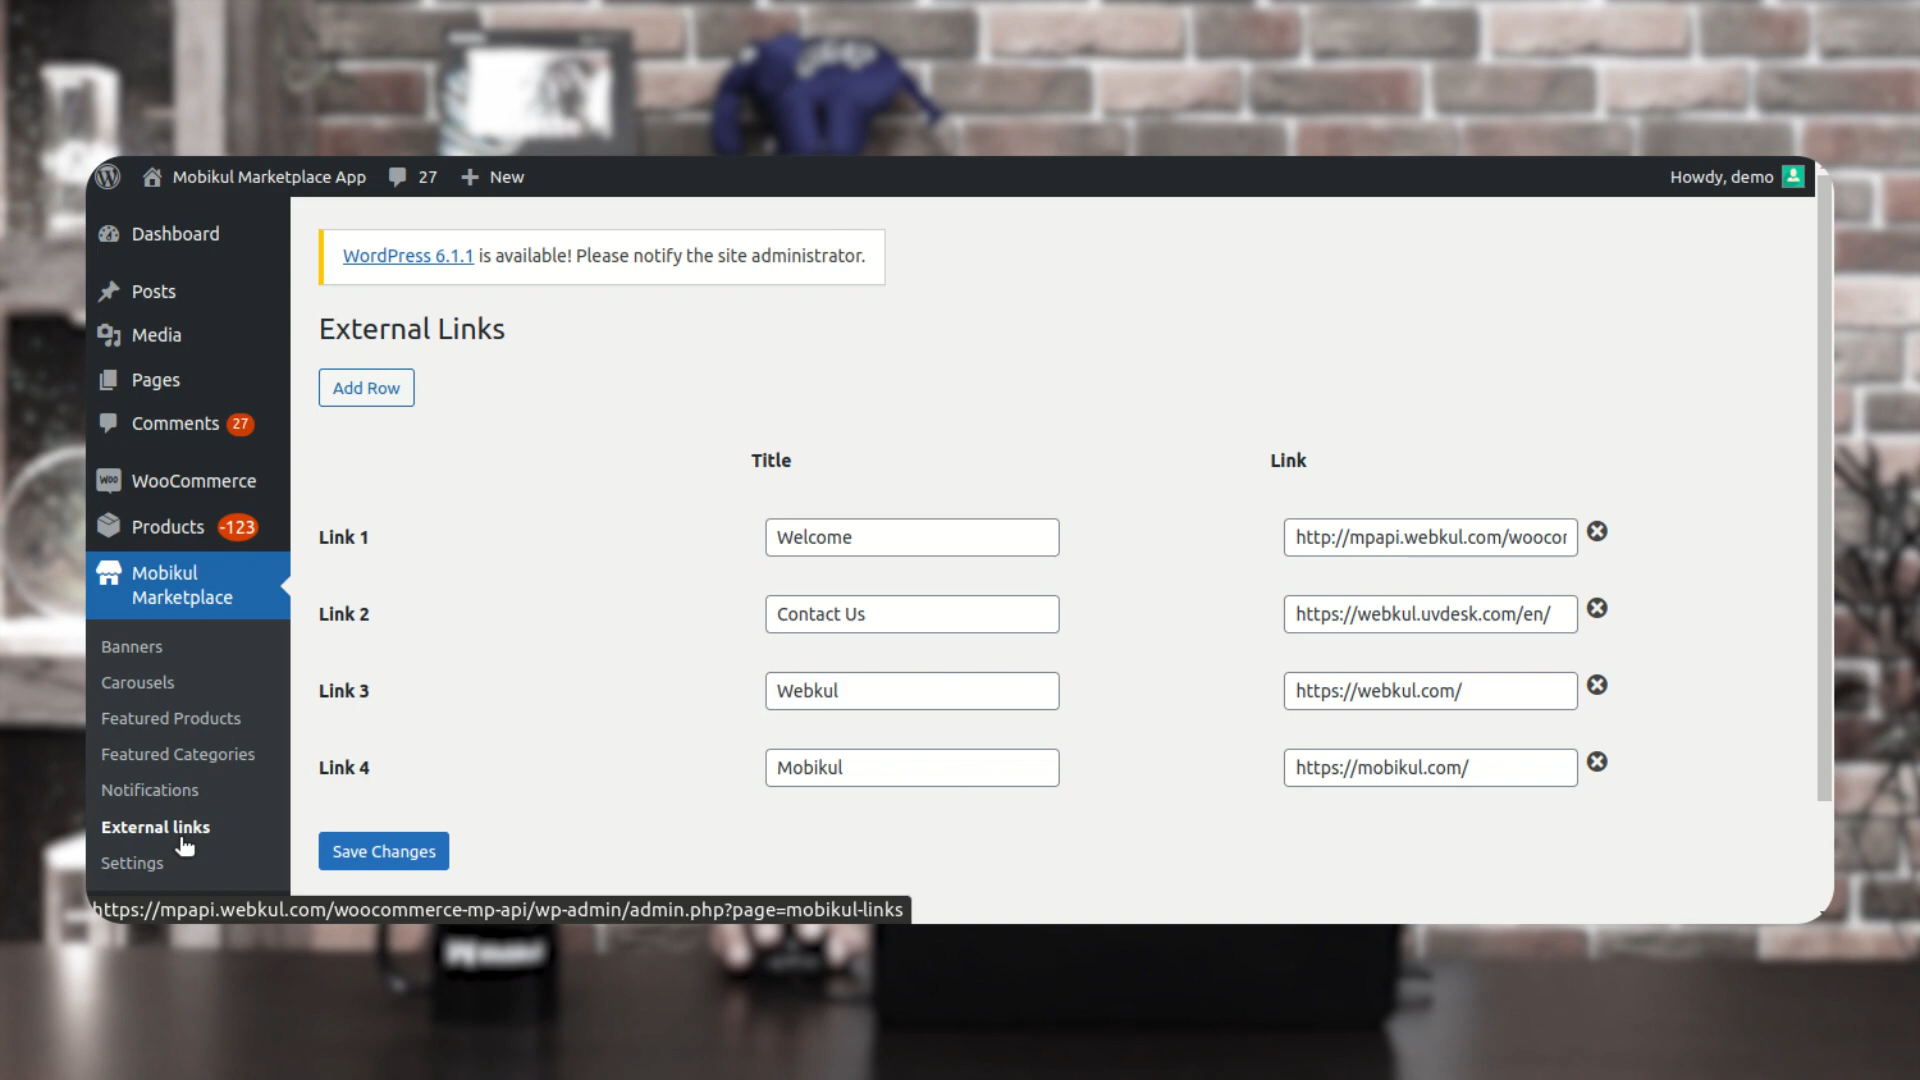 Mobikul Marketplace App 27 New Howdy, demo
Dashboard
Posts
Media
Pages
Comments 27
WooCommerce
Products -123
Mobikul
Marketplace
Banners
Carousels
Featured Products
Featured Categories
Notifications
External links
Settings
WordPress 6.1.1 is available! Please notify the site administrator.
External Links
Add Row
Title Link
Link 1 Welcome http://mpapi.webkul.com/woocor
Link 2 Contact Us https://webkul.uvdesk.com/en/
Link 3 Webkul https://webkul.com/
Link 4 Mobikul https://mobikul.com/
Save Changes
https://mpapi.webkul.com/woocommerce-mp-api/wp-admin/admin.php?page=mobikul-links